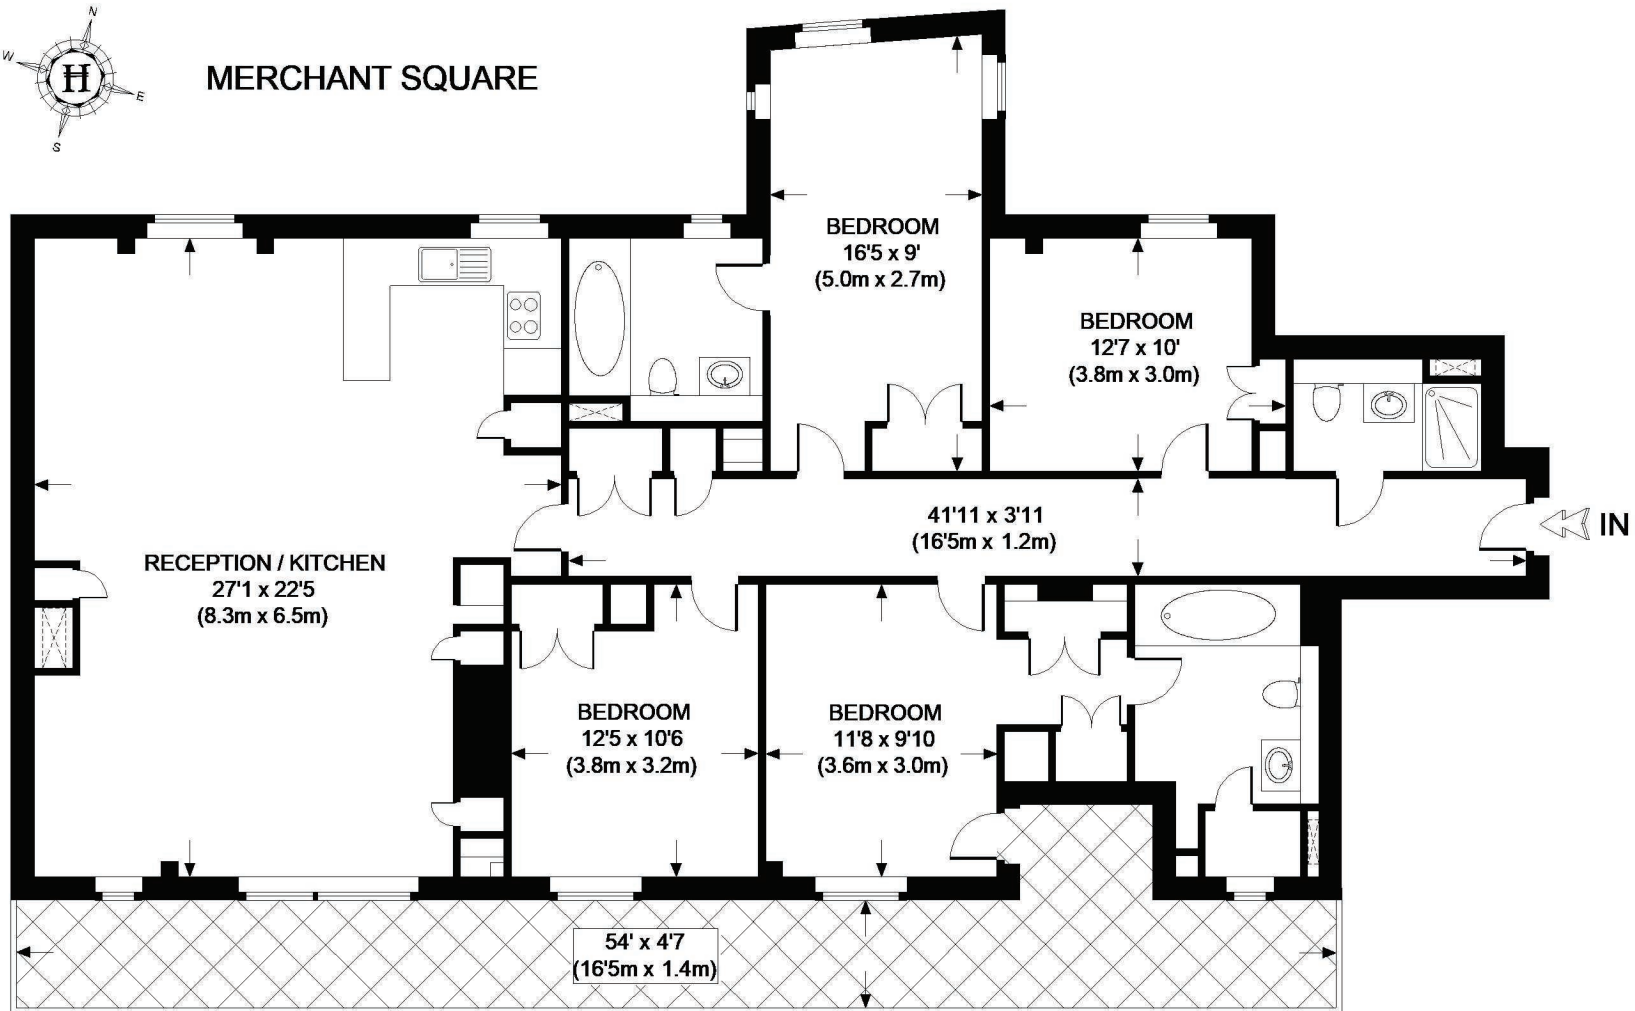 N
W
E
S
H
MERCHANT SQUARE
BEDROOM
16'5 x 9'
(5.0m x 2.7m)
BEDROOM
12'7 x 10'
(3.8m x 3.0m)
41'11 x 3'11
(16'5m x 1.2m)
IN
RECEPTION / KITCHEN
27'1 x 22'5
(8.3m x 6.5m)
BEDROOM
12'5 x 10'6
(3.8m x 3.2m)
BEDROOM
11'8 x 9'10
(3.6m x 3.0m)
54' x 4'7
(16'5m x 1.4m)